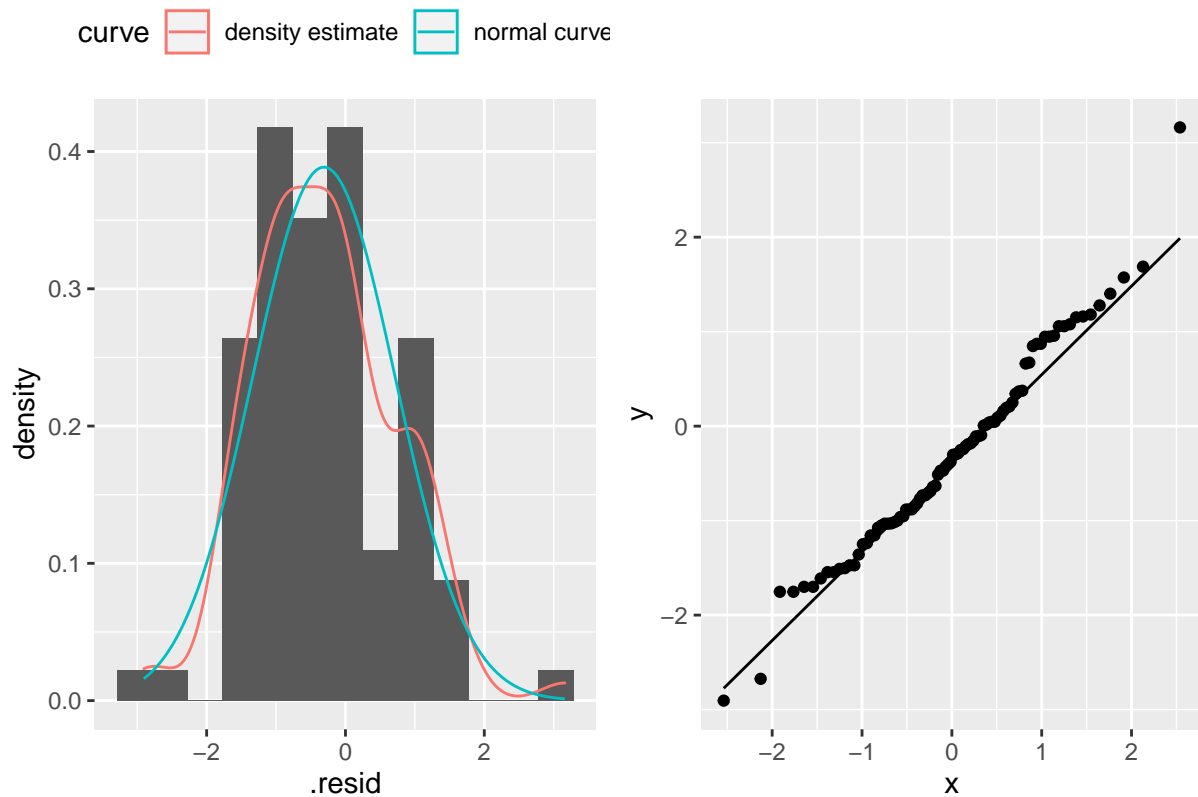 curve density estimate normal curve
density
0.4
0.3
0.2
0.1
0.0
−2 0 2
.resid
y
2
0
−2
−2 −1 0 1 2
x